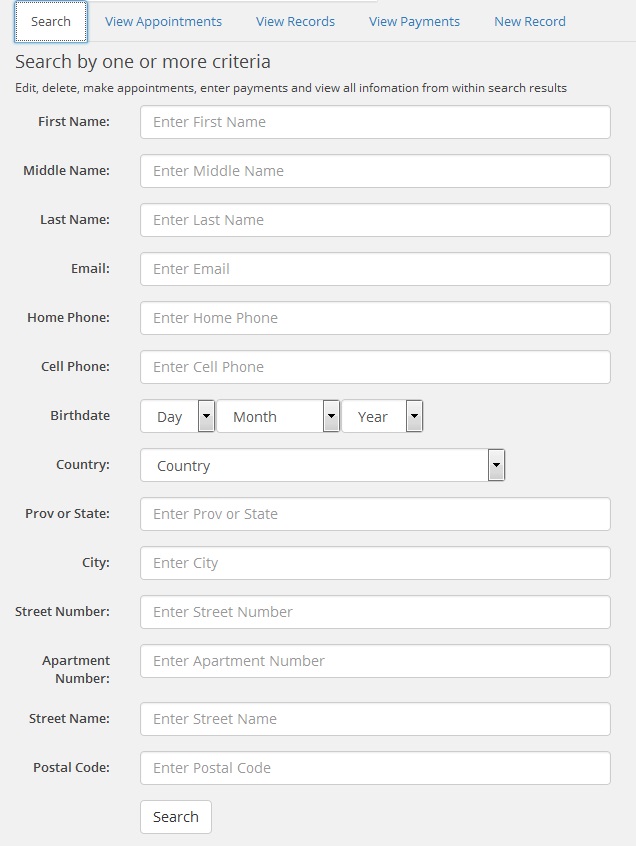 Search View Appointments View Records View Payments New Record
Search by one or more criteria
Edit, delete, make appointments, enter payments and view all infomation from within search results
First Name: Enter First Name
Middle Name: Enter Middle Name
Last Name: Enter Last Name
Email: Enter Email
Home Phone: Enter Home Phone
Cell Phone: Enter Cell Phone
Birthdate Day Month Year
Country: Country
Prov or State: Enter Prov or State
City: Enter City
Street Number: Enter Street Number
Apartment Enter Apartment Number
Number:
Street Name: Enter Street Name
Postal Code: Enter Postal Code
Search